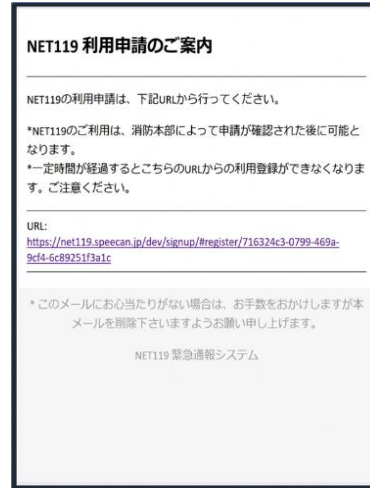 NET119 利用申請のご案内
NET119の利用申請は、下記URLから行ってください。
*NET119のご利用は、消防本部によって申請が確認された後に可能と
なります。
*一定時間が経過するとこちらのURLからの利用登録ができなくなりま
す。ご注意ください。
URL:
https://net119.speecan.jp/dev/signup/#register/716324c3-0799-469a-
9cf4-6c89251f3a1c
* このメールにお心当たりがない場合は、お手数をおかけしますが本
メールを削除下さいますようお願い申し上げます。
NET119 緊急通報システム